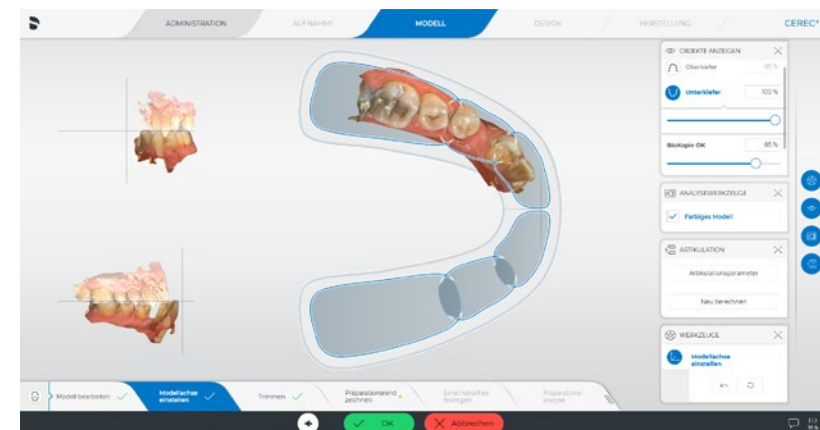 ADMINISTRATION
AUFNAHME
MODELL
DESIGN
HERSTELLUNG
CEREC®
OBJEKTE ANZEIGEN
Oberkiefer
Unterkiefer 100 %
BioKopie OK 85 %
ANALYSEWERKZEUGE
Farbiges Modell
ARTIKULATION
Artikulationsparameter
Neu berechnen
WERKZEUGE
Modellachse
einstellen
Modell bearbeiten
Modellachse
einstellen
Trimmen
Präparationsrand
zeichnen
Einschubachse
festlegen
Präparations-
analyse
OK
Abbrechen